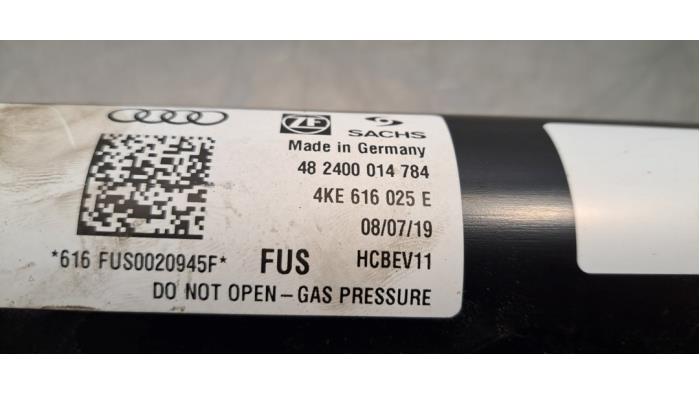 ZF SACHS
Made in Germany
48 2400 014 784
4KE 616 025 E
08/07/19
*616 FUS0020945F* FUS HCBEV11
DO NOT OPEN – GAS PRESSURE